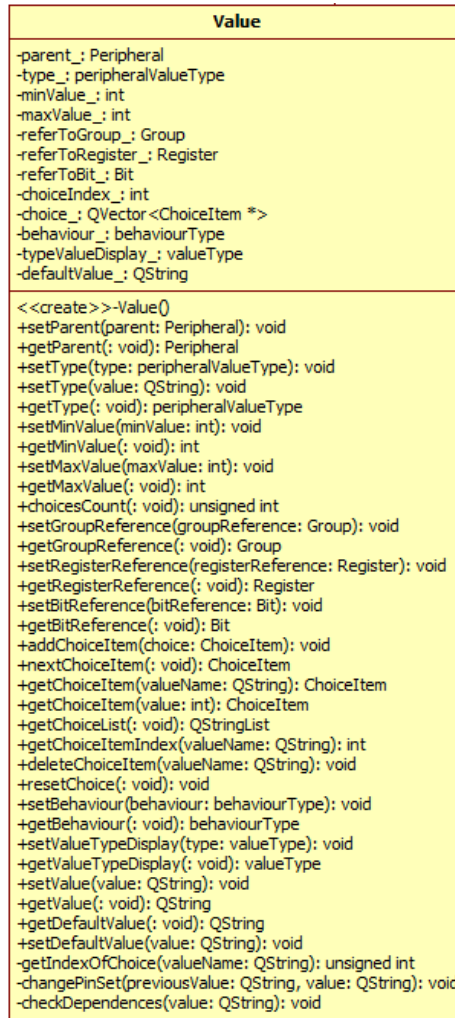 Value
-parent_: Peripheral
-type_: peripheralValueType
-minValue_: int
-maxValue_: int
-referToGroup_: Group
-referToRegister_: Register
-referToBit_: Bit
-choiceIndex_: int
-choice_: QVector<ChoiceItem *>
-behaviour_: behaviourType
-typeValueDisplay_: valueType
-defaultValue_: QString
<<create>>-Value()
+setParent(parent: Peripheral): void
+getParent(: void): Peripheral
+setType(type: peripheralValueType): void
+setType(value: QString): void
+getType(: void): peripheralValueType
+setMinValue(minValue: int): void
+getMinValue(: void): int
+setMaxValue(maxValue: int): void
+getMaxValue(: void): int
+choicesCount(: void): unsigned int
+setGroupReference(groupReference: Group): void
+getGroupReference(: void): Group
+setRegisterReference(registerReference: Register): void
+getRegisterReference(: void): Register
+setBitReference(bitReference: Bit): void
+getBitReference(: void): Bit
+addChoiceItem(choice: ChoiceItem): void
+nextChoiceItem(: void): ChoiceItem
+getChoiceItem(valueName: QString): ChoiceItem
+getChoiceItem(value: int): ChoiceItem
+getChoiceList(: void): QStringList
+getChoiceItemIndex(valueName: QString): int
+deleteChoiceItem(valueName: QString): void
+resetChoice(: void): void
+setBehaviour(behaviour: behaviourType): void
+getBehaviour(: void): behaviourType
+setValueTypeDisplay(type: valueType): void
+getValueTypeDisplay(: void): valueType
+setValue(value: QString): void
+getValue(: void): QString
+getDefaultValue(: void): QString
+setDefaultValue(value: QString): void
-getIndexOfChoice(valueName: QString): unsigned int
-changePinSet(previousValue: QString, value: QString): void
-checkDependences(value: QString): void